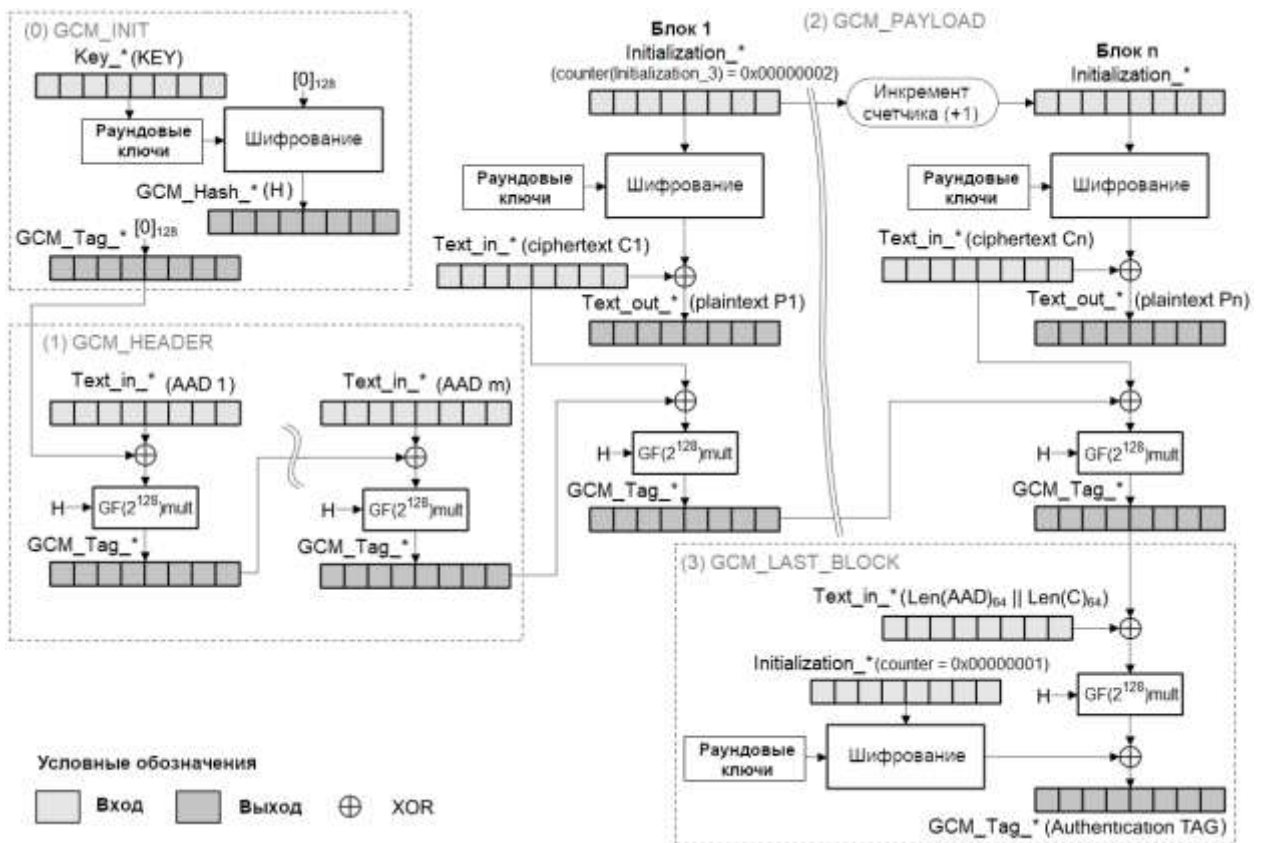 (0) GCM_INIT
Key_* (KEY)
[0]128
Раундовые
ключи
Шифрование
GCM_Hash_* (H)
GCM_Tag_*
[0]128
(1) GCM_HEADER
Text_in_* (AAD 1)
Text_in_* (AAD m)
H
GF(2128)mult
H
GF(2128)mult
GCM_Tag_*
GCM_Tag_*
(2) GCM_PAYLOAD
Блок 1
Initialization_*
(counter(Initialization_3) = 0x00000002)
Инкремент
счетчика (+1)
Блок n
Initialization_*
Раундовые
ключи
Шифрование
Раундовые
ключи
Шифрование
Text_in_* (ciphertext C1)
Text_in_* (ciphertext Cn)
Text_out_* (plaintext P1)
Text_out_* (plaintext Pn)
H
GF(2128)mult
H
GF(2128)mult
GCM_Tag_*
GCM_Tag_*
(3) GCM_LAST_BLOCK
Text_in_* (Len(AAD)64 || Len(C)64)
Initialization_* (counter = 0x00000001)
H
GF(2128)mult
Раундовые
ключи
Шифрование
GCM_Tag_* (Authentication TAG)
Условные обозначения
Вход
Выход
XOR